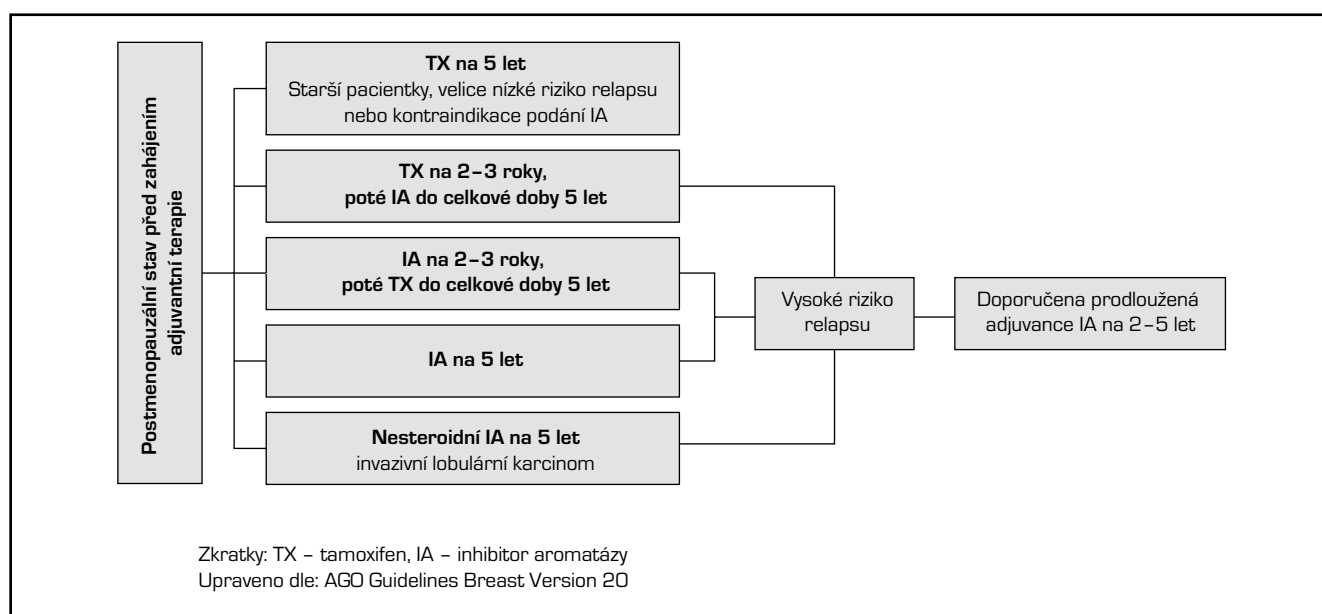 Postmenopauzální stav před zahájením
adjuvantní terapie
TX na 5 let
Starší pacientky, velice nízké riziko relapsu
nebo kontraindikace podání IA
TX na 2–3 roky,
poté IA do celkové doby 5 let
IA na 2–3 roky,
poté TX do celkové doby 5 let
IA na 5 let
Nesteroidní IA na 5 let
invazivní lobulární karcinom
Vysoké riziko
relapsu
Doporučena prodloužená
adjuvance IA na 2–5 let
Zkratky: TX – tamoxifen, IA – inhibitor aromatázy
Upraveno dle: AGO Guidelines Breast Version 20